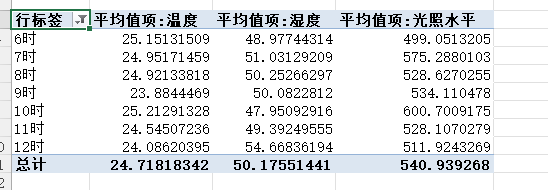 行标签 平均值项:温度 平均值项:湿度 平均值项:光照水平
6时 25.15131509 48.97744314 499.0513205
7时 24.95171459 51.03129209 575.2880103
8时 24.92133818 50.25266297 528.6270255
9时 23.8844469 50.0822812 534.110478
10时 25.21291328 47.95092916 600.7009175
11时 24.54507236 49.39249555 528.1070279
12时 24.08620395 54.66836194 511.9243269
总计 24.71818342 50.17551441 540.939268